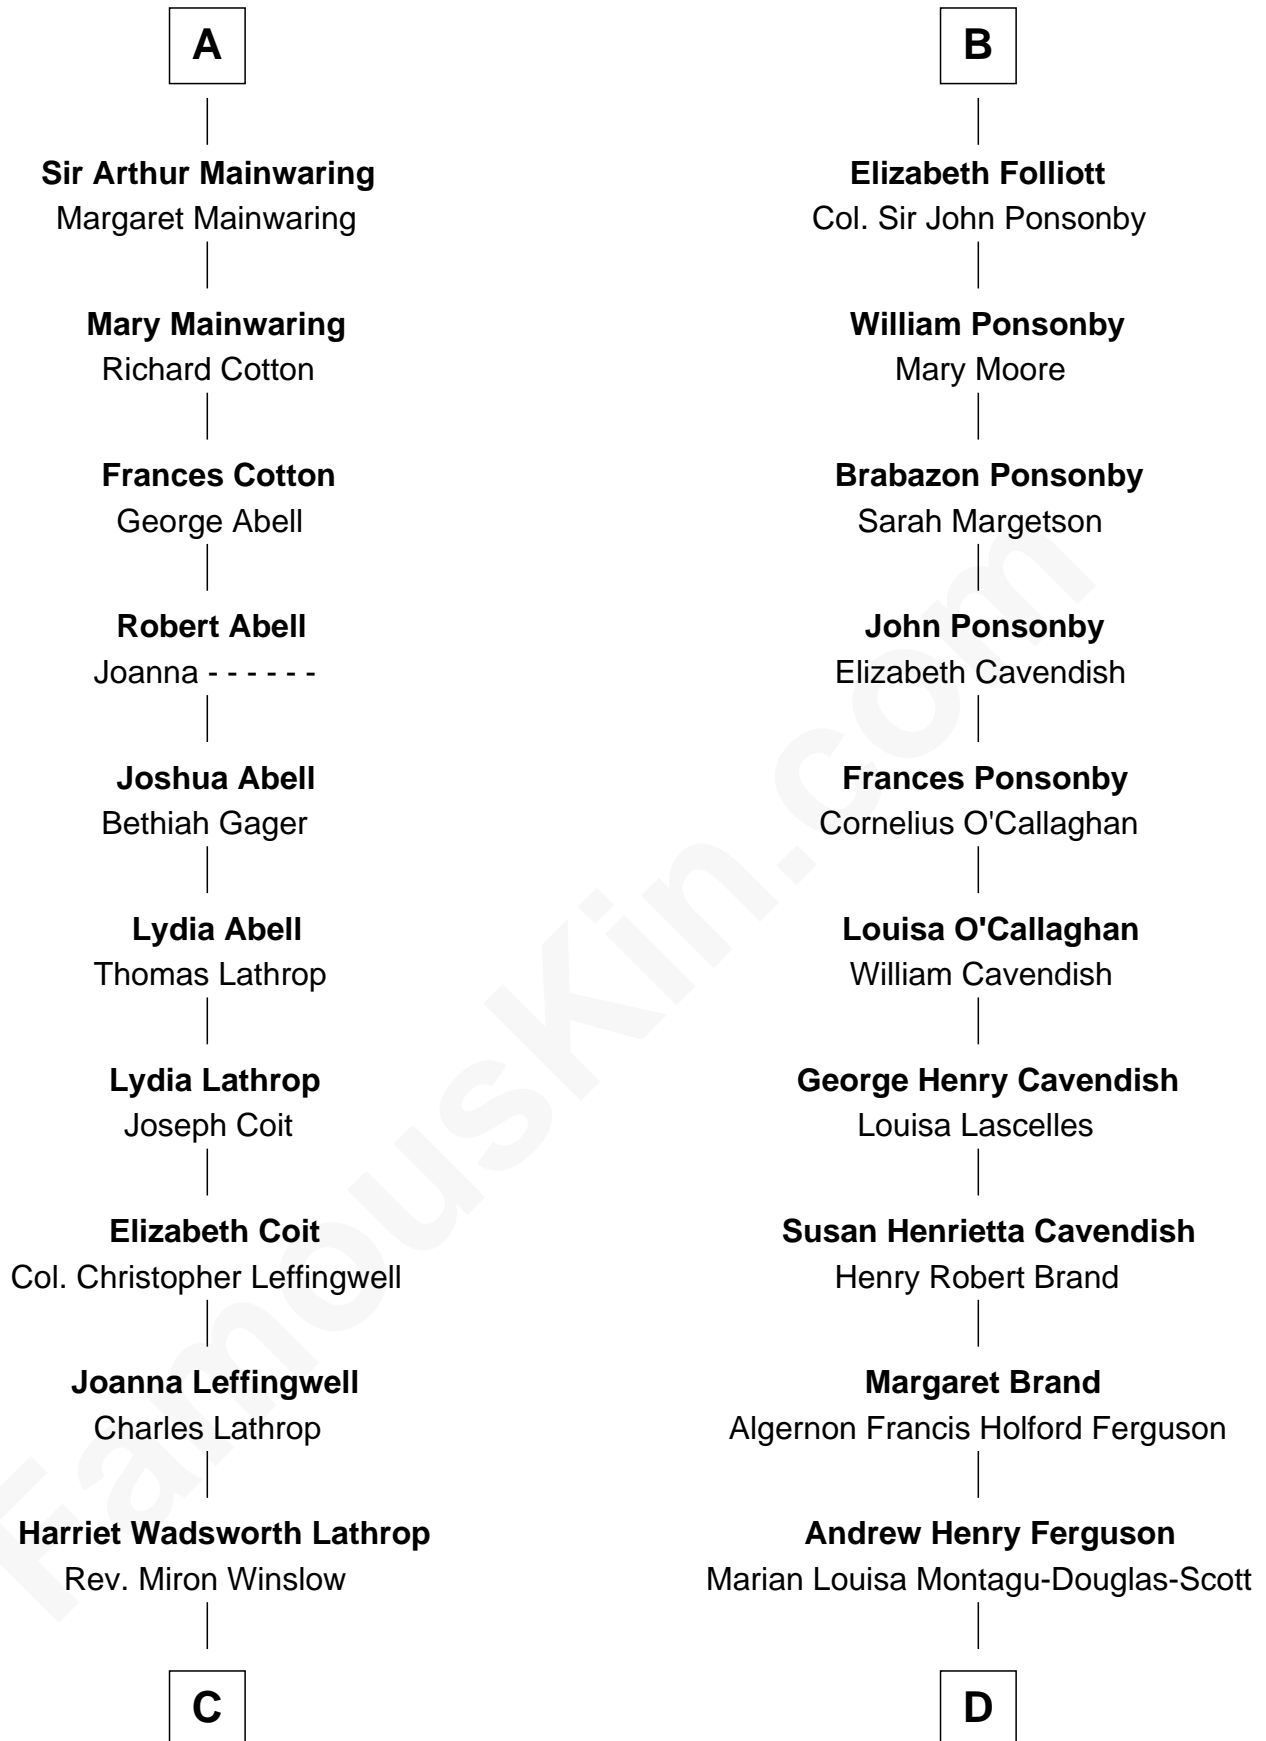 A
Sir Arthur Mainwaring
Margaret Mainwaring
Mary Mainwaring
Richard Cotton
Frances Cotton
George Abell
Robert Abell
Joanna - - - - - -
Joshua Abell
Bethiah Gager
Lydia Abell
Thomas Lathrop
Lydia Lathrop
Joseph Coit
Elizabeth Coit
Col. Christopher Leffingwell
Joanna Leffingwell
Charles Lathrop
Harriet Wadsworth Lathrop
Rev. Miron Winslow
C
B
Elizabeth Folliott
Col. Sir John Ponsonby
William Ponsonby
Mary Moore
Brabazon Ponsonby
Sarah Margetson
John Ponsonby
Elizabeth Cavendish
Frances Ponsonby
Cornelius O'Callaghan
Louisa O'Callaghan
William Cavendish
George Henry Cavendish
Louisa Lascelles
Susan Henrietta Cavendish
Henry Robert Brand
Margaret Brand
Algernon Francis Holford Ferguson
Andrew Henry Ferguson
Marian Louisa Montagu-Douglas-Scott
D
FamousKin.com